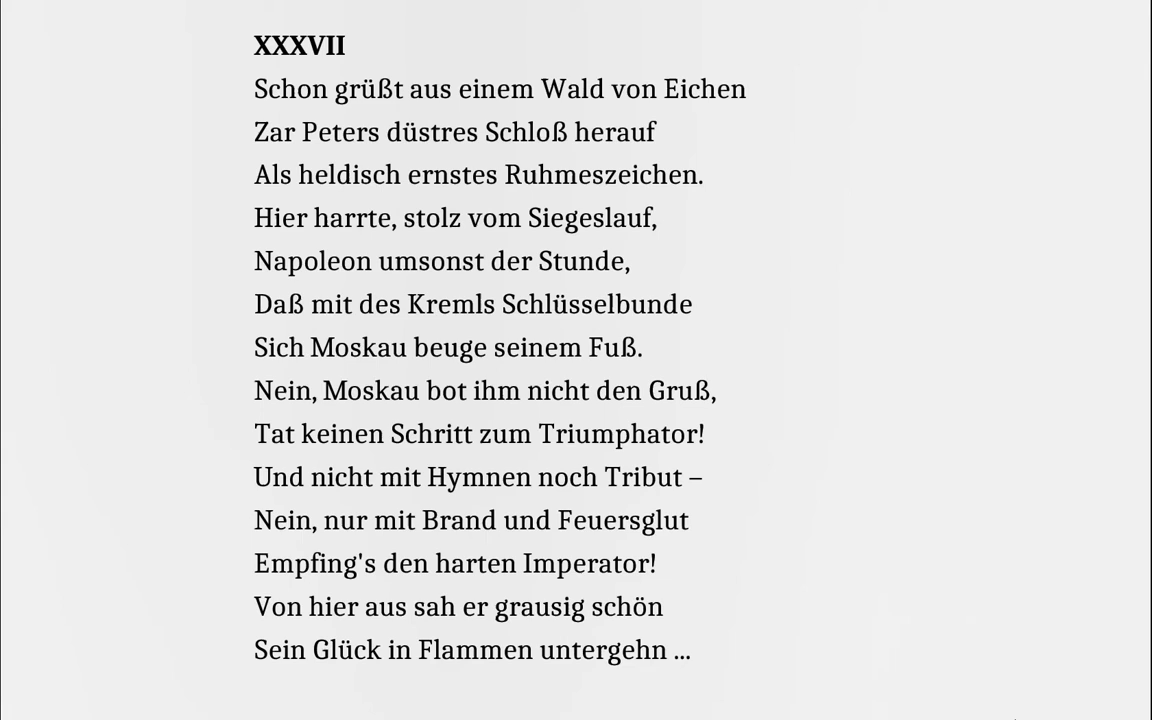 XXXVII
Schon grüßt aus einem Wald von Eichen
Zar Peters düstres Schloß herauf
Als heldisch ernstes Ruhmeszeichen.
Hier harrte, stolz vom Siegeslauf,
Napoleon umsonst der Stunde,
Daß mit des Kremls Schlüsselbunde
Sich Moskau beuge seinem Fuß.
Nein, Moskau bot ihm nicht den Gruß,
Tat keinen Schritt zum Triumphator!
Und nicht mit Hymnen noch Tribut –
Nein, nur mit Brand und Feuersglut
Empfing's den harten Imperator!
Von hier aus sah er grausig schön
Sein Glück in Flammen untergehn ...